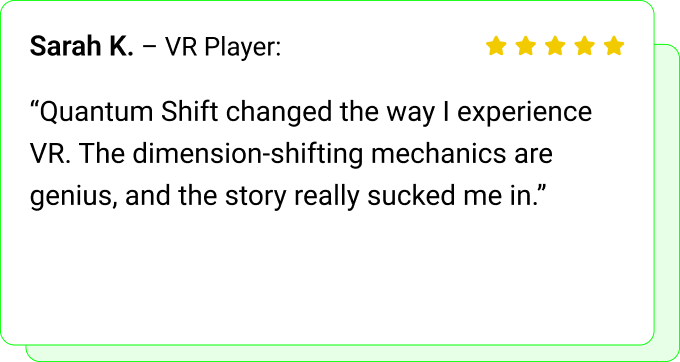 Sarah K. – VR Player:
“Quantum Shift changed the way I experience
VR. The dimension-shifting mechanics are
genius, and the story really sucked me in.”